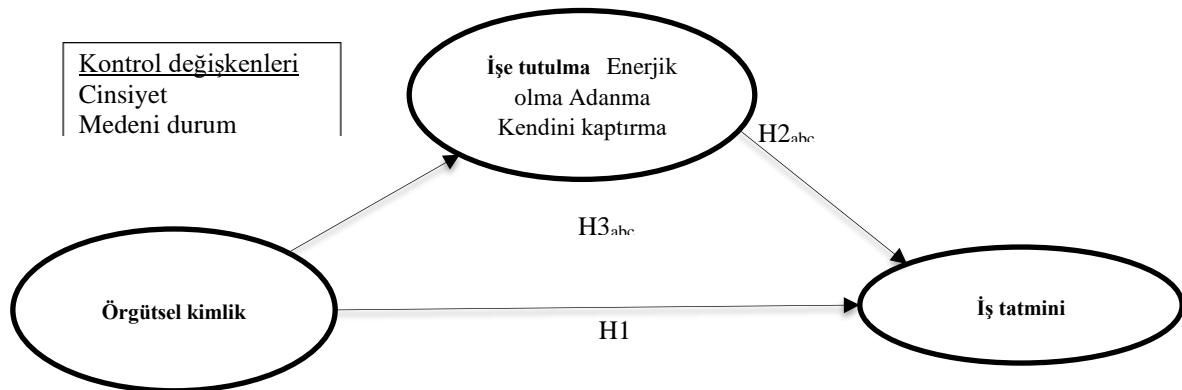 Kontrol değişkenleri
Cinsiyet
Medeni durum
İşe tutulma Enerjik
olma Adanma
Kendini kaptırma
H2abc
H3abc
Örgütsel kimlik
İş tatmini
H1